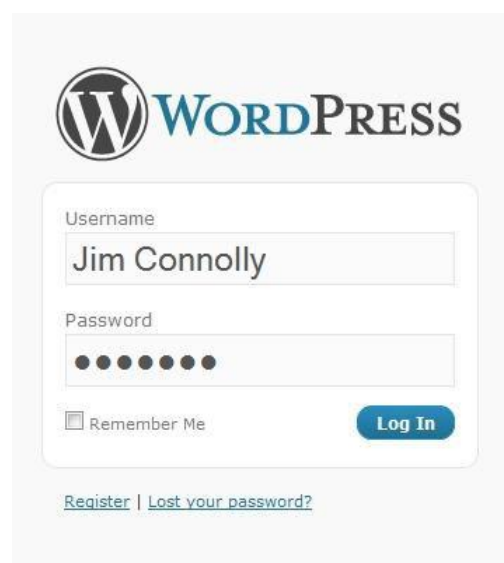 WORDPRESS
Username
Jim Connolly
Password
●●●●●●●
Remember Me Log In
Register | Lost your password?